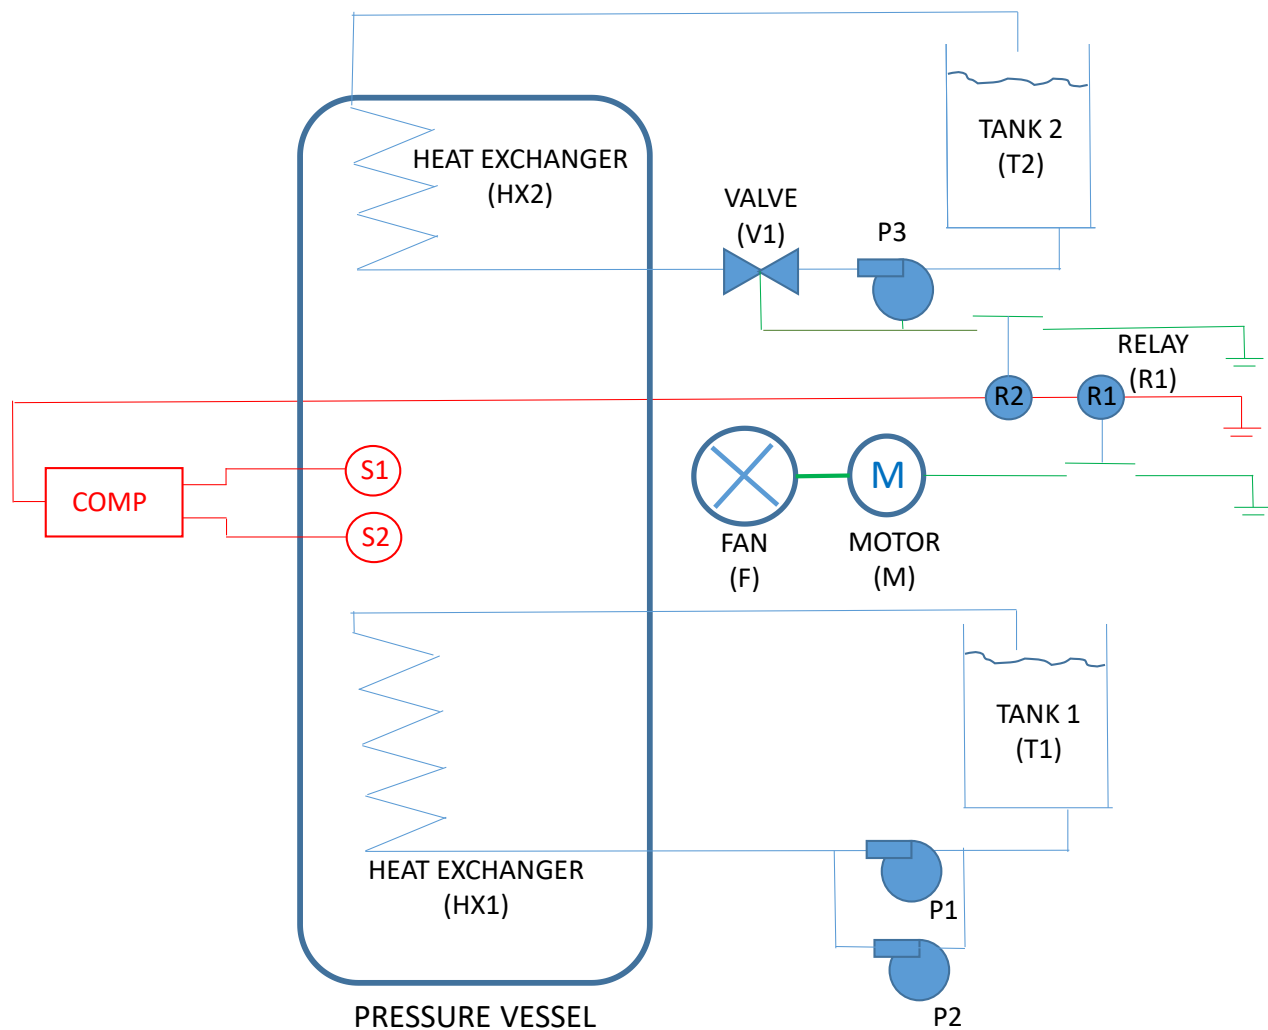 TANK 2
(T2)
HEAT EXCHANGER
(HX2)
VALVE
(V1)
P3
RELAY
(R1)
R2
R1
S1
COMP
S2
M
FAN
(F)
MOTOR
(M)
TANK 1
(T1)
HEAT EXCHANGER
(HX1)
P1
P2
PRESSURE VESSEL